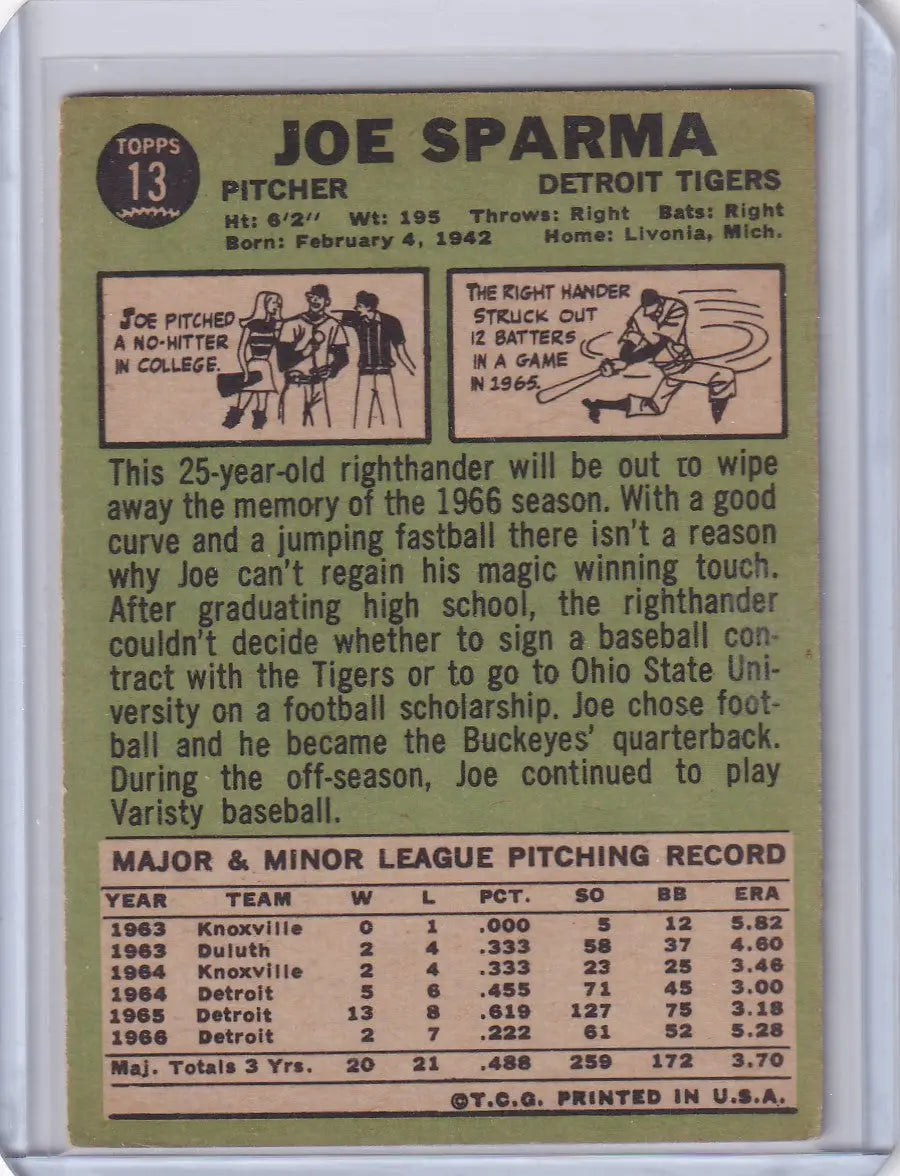 TOPPS
13
JOE SPARMA
PITCHER DETROIT TIGERS
Ht: 6'2'' Wt: 195 Throws: Right Bats: Right
Born: February 4, 1942 Home: Livonia, Mich.
JOE PITCHED
A NO-HITTER
IN COLLEGE.
THE RIGHT HANDER
STRUCK OUT
12 BATTERS
IN A GAME
IN 1965.
This 25-year-old righthander will be out to wipe
away the memory of the 1966 season. With a good
curve and a jumping fastball there isn't a reason
why Joe can't regain his magic winning touch.
After graduating high school, the righthander
couldn't decide whether to sign a baseball con-
tract with the Tigers or to go to Ohio State Uni-
versity on a football scholarship. Joe chose foot-
ball and he became the Buckeyes' quarterback.
During the off-season, Joe continued to play
Varisty baseball.
MAJOR & MINOR LEAGUE PITCHING RECORD
YEAR TEAM W L PCT. SO BB ERA
1963 Knoxville 0 1 .000 5 12 5.82
1963 Duluth 2 4 .333 58 37 4.60
1964 Knoxville 2 4 .333 23 25 3.46
1964 Detroit 5 6 .455 71 45 3.00
1965 Detroit 13 8 .619 127 75 3.18
1966 Detroit 2 7 .222 61 52 5.28
Maj. Totals 3 Yrs. 20 21 .488 259 172 3.70
©T.C.G. PRINTED IN U.S.A.